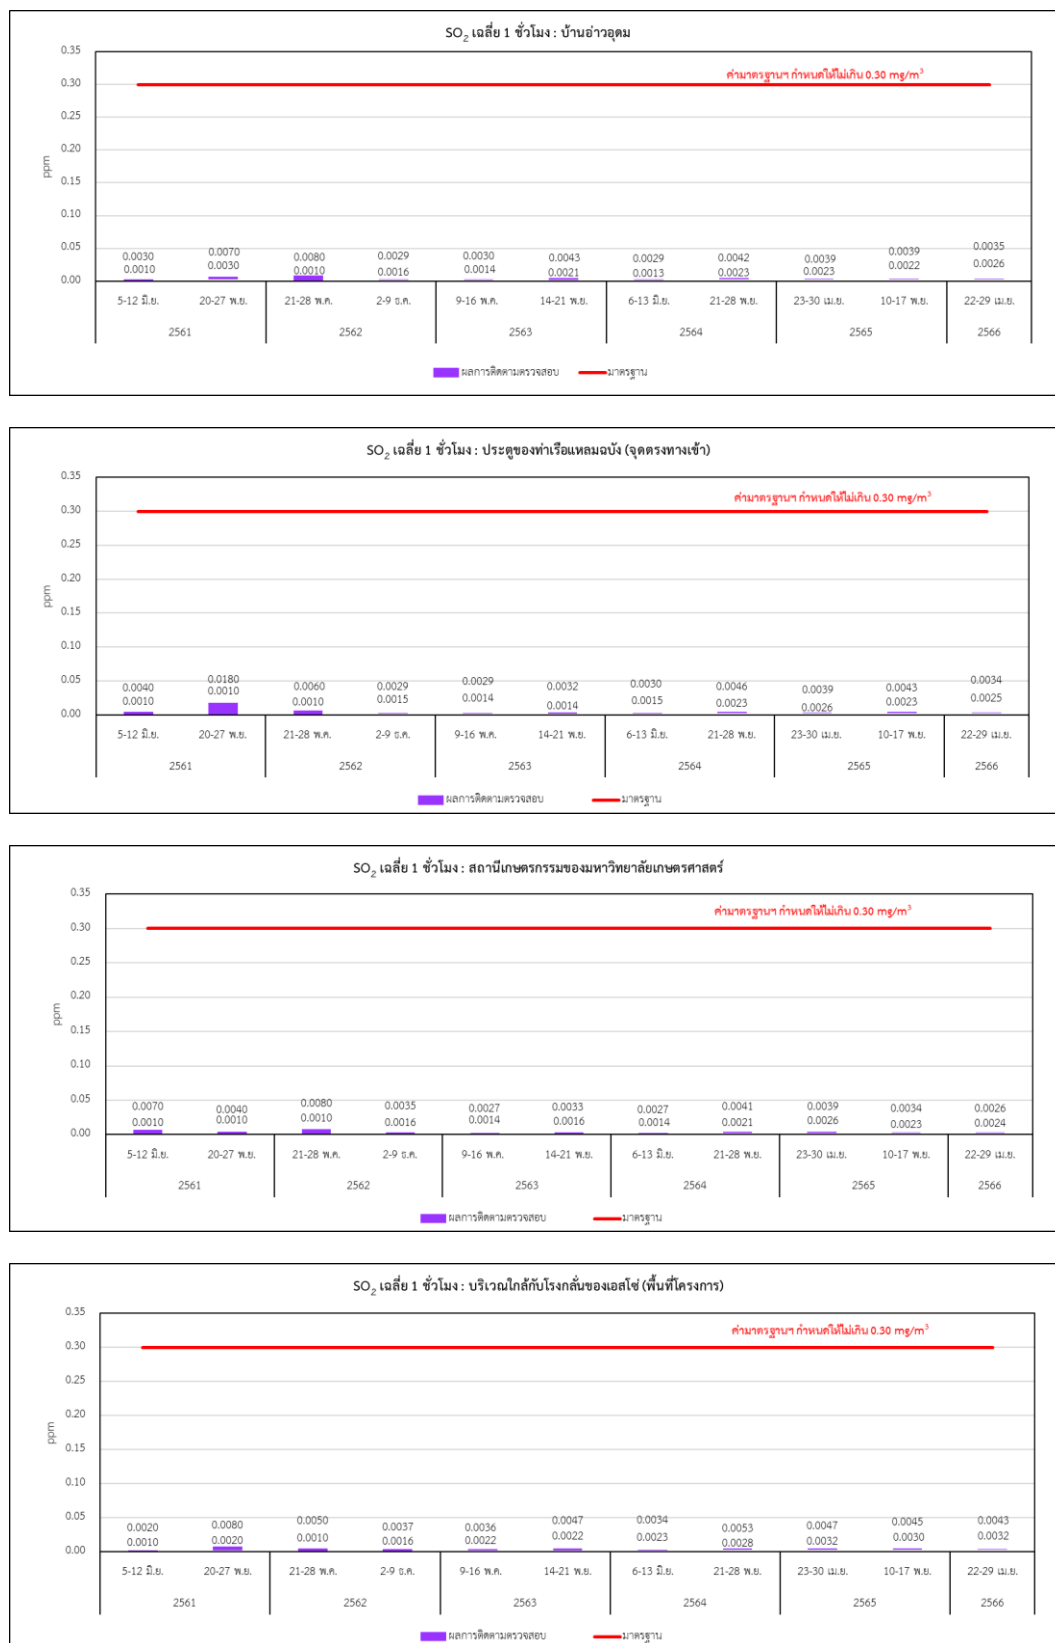 SO2 เฉลี่ย 1 ชั่วโมง : บ้านอ่าวอุดม
0.35
ค่ามาตรฐานฯ กำหนดให้ไม่เกิน 0.30 mg/m3
0.30
0.25
0.20
ppm
0.15
0.10
0.05
0.0030 0.0070 0.0080 0.0029 0.0030 0.0043 0.0029 0.0042 0.0039 0.0039 0.0035
0.0010 0.0030 0.0010 0.0016 0.0014 0.0021 0.0013 0.0023 0.0023 0.0022 0.0026
0.00
5-12 มิ.ย. 20-27 พ.ย. 21-28 พ.ค. 2-9 ธ.ค. 9-16 พ.ค. 14-21 พ.ย. 6-13 มิ.ย. 21-28 พ.ย. 23-30 เม.ย. 10-17 พ.ย. 22-29 เม.ย.
2561 2562 2563 2564 2565 2566
ผลการติดตามตรวจสอบ มาตรฐาน
SO2 เฉลี่ย 1 ชั่วโมง : ประตูของท่าเรือแหลมฉบัง (จุดตรงทางเข้า)
0.35
ค่ามาตรฐานฯ กำหนดให้ไม่เกิน 0.30 mg/m3
0.30
0.25
0.20
ppm
0.15
0.10
0.05
0.0040 0.0180 0.0060 0.0029 0.0029 0.0032 0.0030 0.0046 0.0039 0.0043 0.0034
0.0010 0.0010 0.0010 0.0015 0.0014 0.0014 0.0015 0.0023 0.0026 0.0023 0.0025
0.00
5-12 มิ.ย. 20-27 พ.ย. 21-28 พ.ค. 2-9 ธ.ค. 9-16 พ.ค. 14-21 พ.ย. 6-13 มิ.ย. 21-28 พ.ย. 23-30 เม.ย. 10-17 พ.ย. 22-29 เม.ย.
2561 2562 2563 2564 2565 2566
ผลการติดตามตรวจสอบ มาตรฐาน
SO2 เฉลี่ย 1 ชั่วโมง : สถานีเกษตรกรรมของมหาวิทยาลัยเกษตรศาสตร์
0.35
ค่ามาตรฐานฯ กำหนดให้ไม่เกิน 0.30 mg/m3
0.30
0.25
0.20
ppm
0.15
0.10
0.05
0.0070 0.0040 0.0080 0.0035 0.0027 0.0033 0.0027 0.0041 0.0039 0.0034 0.0026
0.0010 0.0010 0.0010 0.0016 0.0014 0.0016 0.0014 0.0021 0.0026 0.0023 0.0024
0.00
5-12 มิ.ย. 20-27 พ.ย. 21-28 พ.ค. 2-9 ธ.ค. 9-16 พ.ค. 14-21 พ.ย. 6-13 มิ.ย. 21-28 พ.ย. 23-30 เม.ย. 10-17 พ.ย. 22-29 เม.ย.
2561 2562 2563 2564 2565 2566
ผลการติดตามตรวจสอบ มาตรฐาน
SO2 เฉลี่ย 1 ชั่วโมง : บริเวณใกล้กับโรงกลั่นของเอสโซ่ (พื้นที่โครงการ)
0.35
ค่ามาตรฐานฯ กำหนดให้ไม่เกิน 0.30 mg/m3
0.30
0.25
0.20
ppm
0.15
0.10
0.05
0.0020 0.0080 0.0050 0.0037 0.0036 0.0047 0.0034 0.0053 0.0047 0.0045 0.0043
0.0010 0.0020 0.0010 0.0016 0.0022 0.0022 0.0023 0.0028 0.0032 0.0030 0.0032
0.00
5-12 มิ.ย. 20-27 พ.ย. 21-28 พ.ค. 2-9 ธ.ค. 9-16 พ.ค. 14-21 พ.ย. 6-13 มิ.ย. 21-28 พ.ย. 23-30 เม.ย. 10-17 พ.ย. 22-29 เม.ย.
2561 2562 2563 2564 2565 2566
ผลการติดตามตรวจสอบ มาตรฐาน